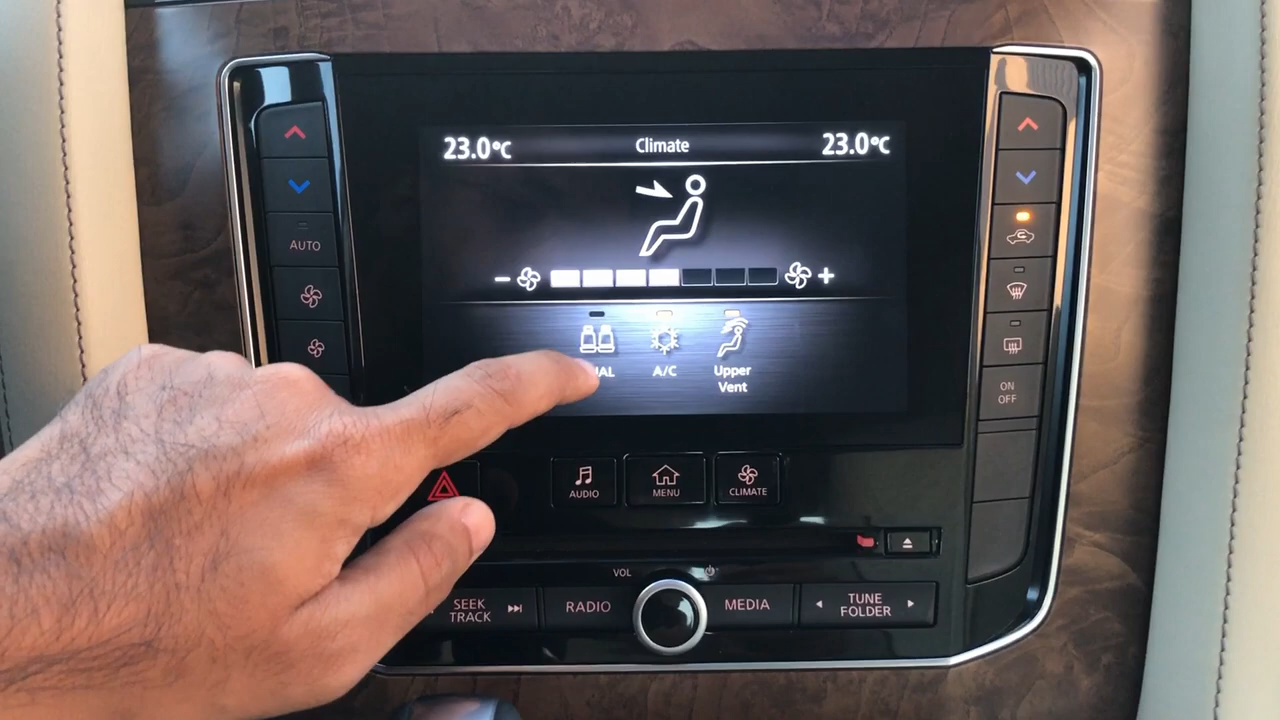 23.0°C Climate 23.0°C
AUTO
A/C
Upper
Vent
ON
OFF
AUDIO
MENU
CLIMATE
VOL
SEEK
TRACK
RADIO
MEDIA
TUNE
FOLDER